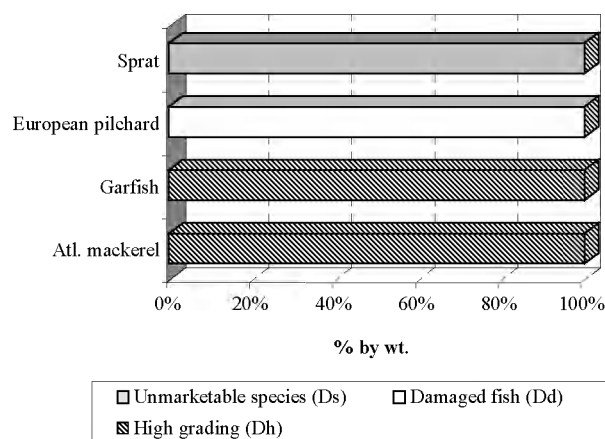 Sprat
European pilchard
Garfish
Atl. mackerel
0% 20% 40% 60% 80% 100%
% by wt.
Unmarketable species (Ds) Damaged fish (Dd)
High grading (Dh)